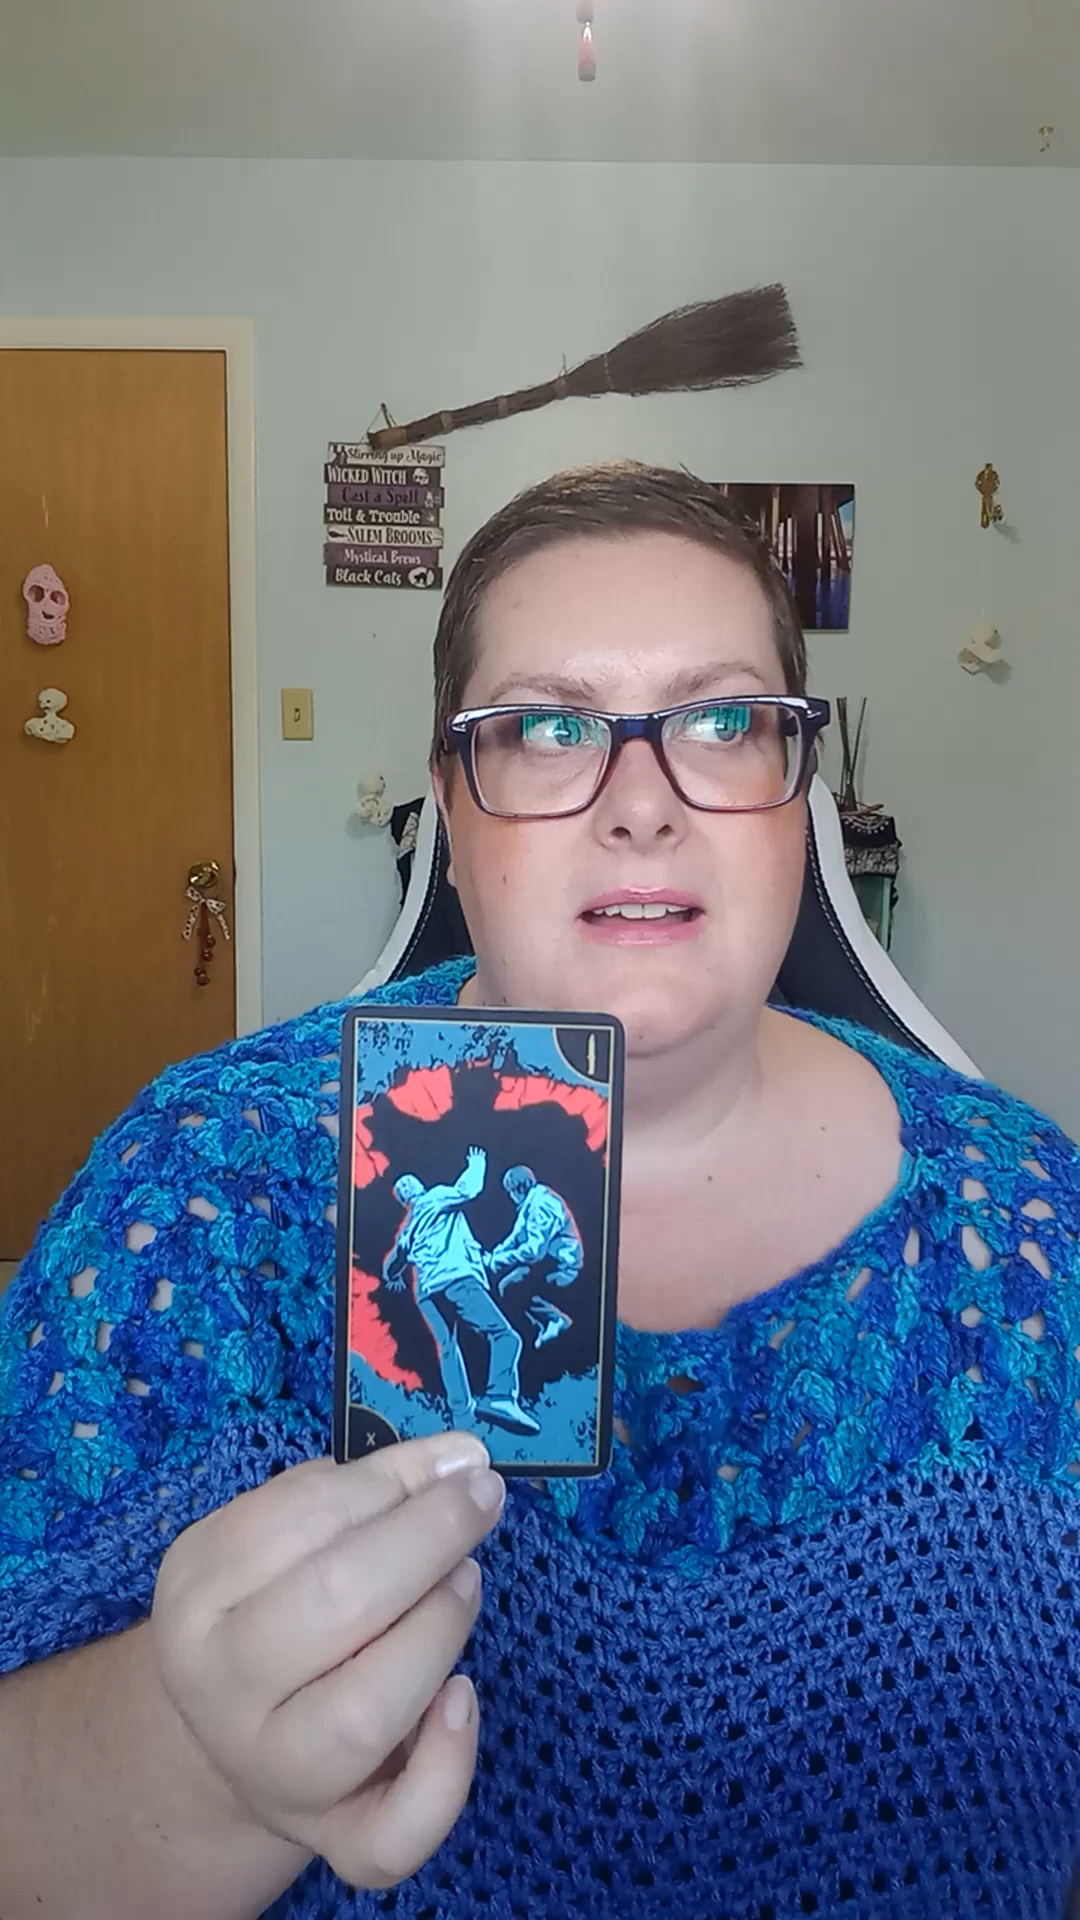 Stirring up Magic
WICKED WITCH
Cast a Spell
Toil & Trouble
SALEM BROOMS
Mystical Brews
Black Cats
X